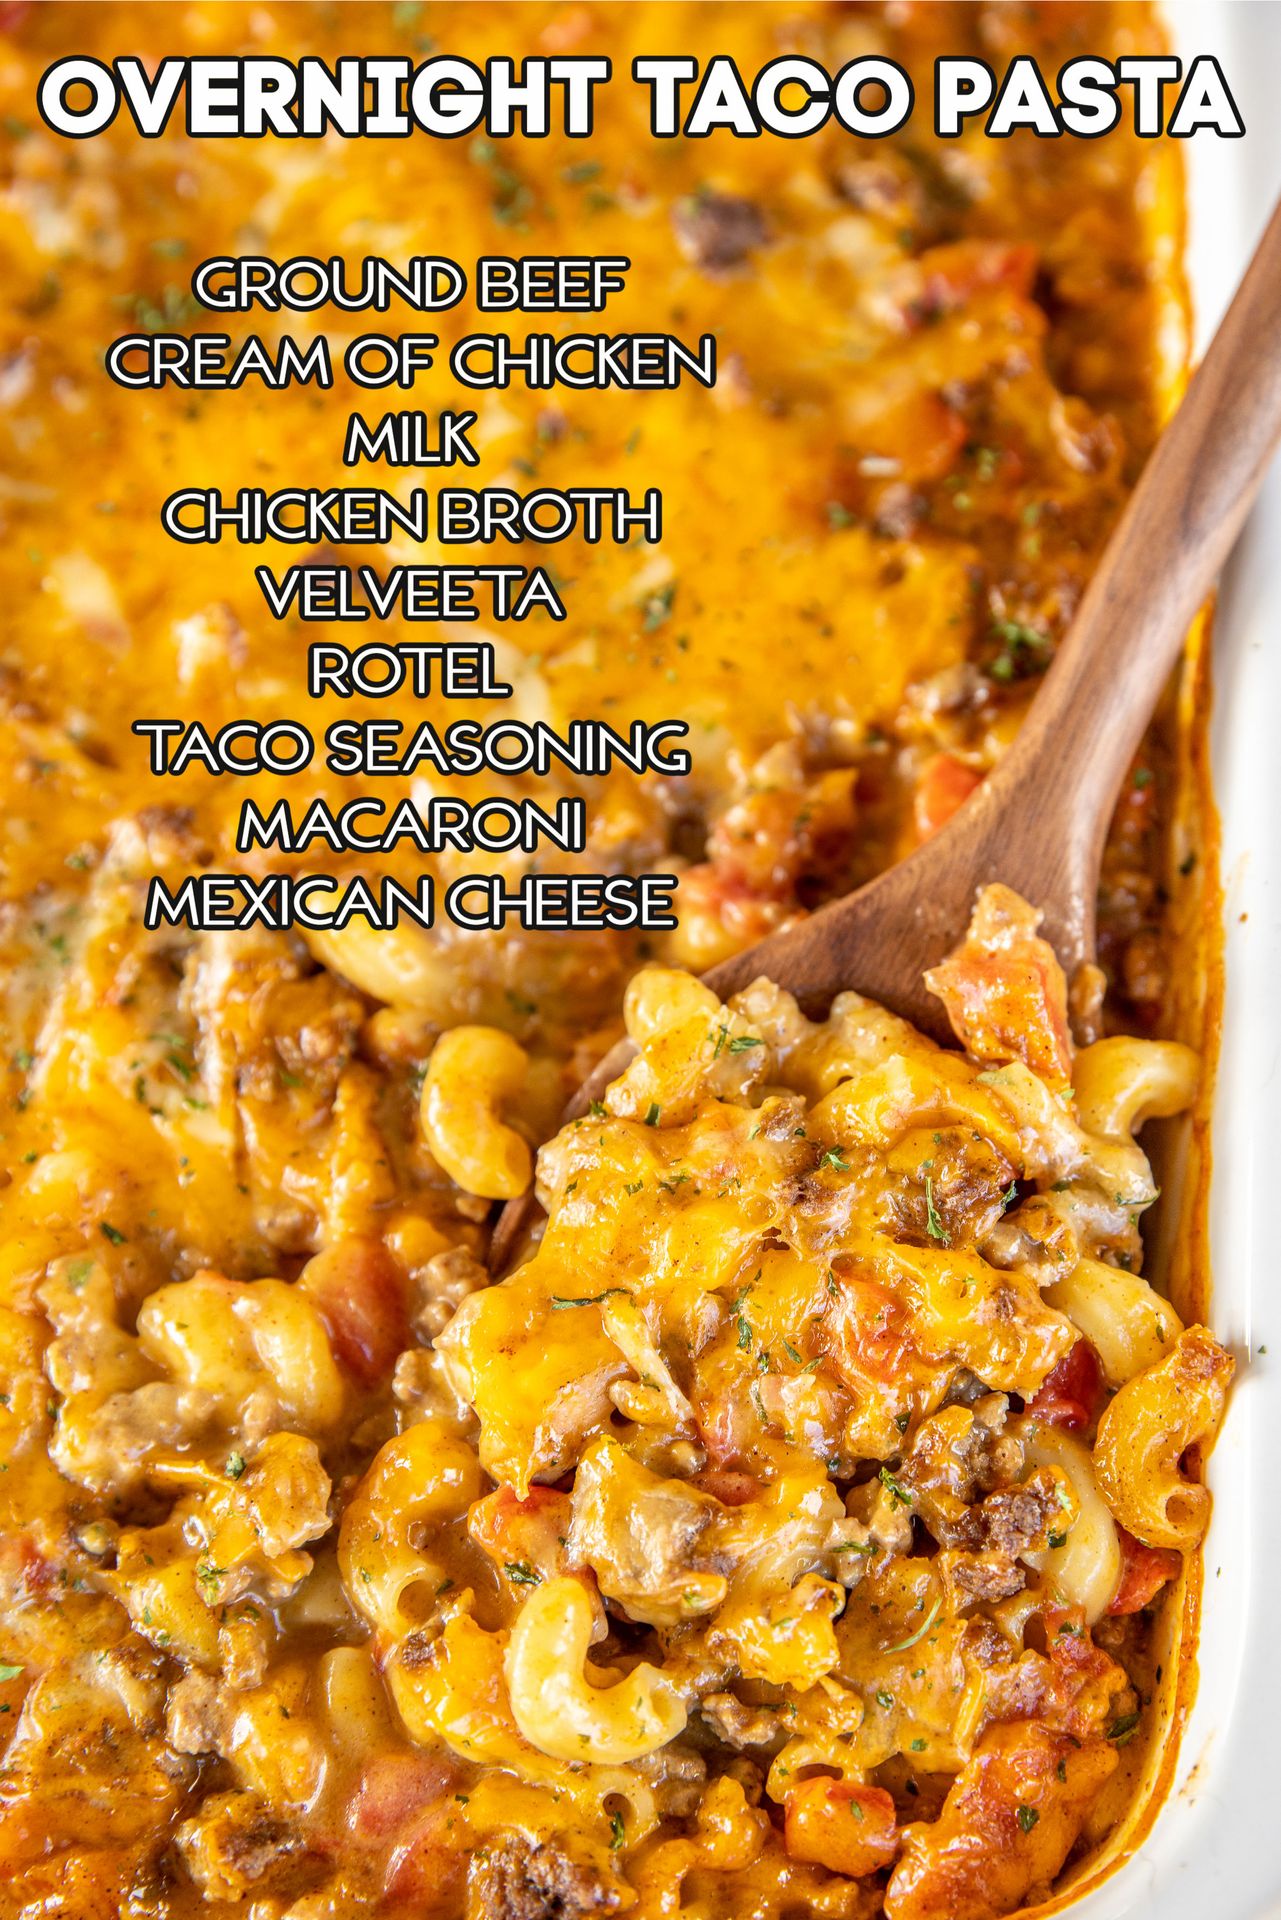 OVERNIGHT TACO PASTA
GROUND BEEF
CREAM OF CHICKEN
MILK
CHICKEN BROTH
VELVEETA
ROTEL
TACO SEASONING
MACARONI
MEXICAN CHEESE